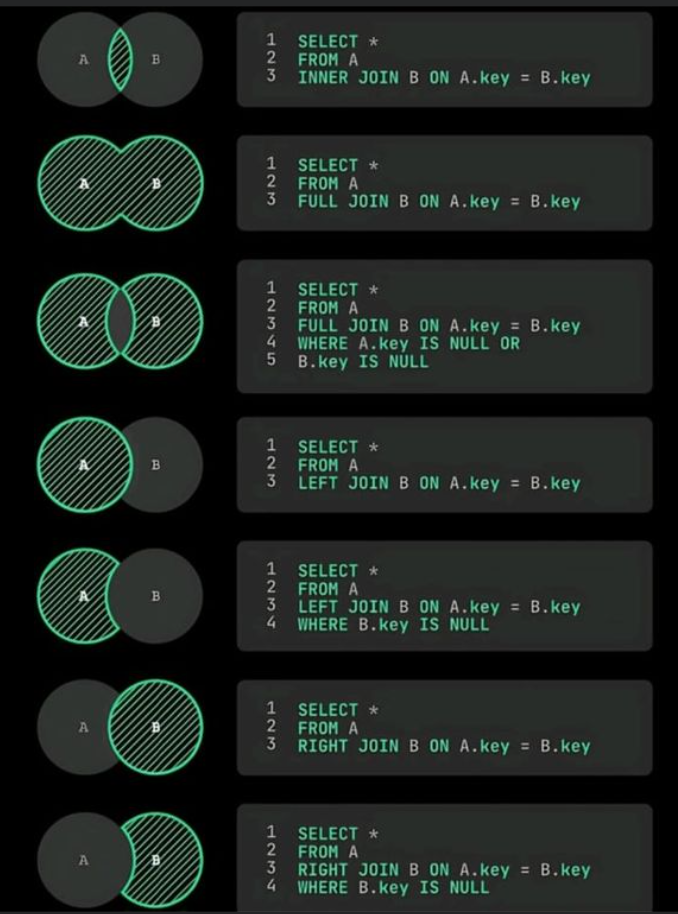 A B
1 SELECT *
2 FROM A
3 INNER JOIN B ON A.key = B.key
A B
1 SELECT *
2 FROM A
3 FULL JOIN B ON A.key = B.key
A B
1 SELECT *
2 FROM A
3 FULL JOIN B ON A.key = B.key
4 WHERE A.key IS NULL OR
5 B.key IS NULL
A B
1 SELECT *
2 FROM A
3 LEFT JOIN B ON A.key = B.key
A B
1 SELECT *
2 FROM A
3 LEFT JOIN B ON A.key = B.key
4 WHERE B.key IS NULL
A B
1 SELECT *
2 FROM A
3 RIGHT JOIN B ON A.key = B.key
A B
1 SELECT *
2 FROM A
3 RIGHT JOIN B ON A.key = B.key
4 WHERE B.key IS NULL